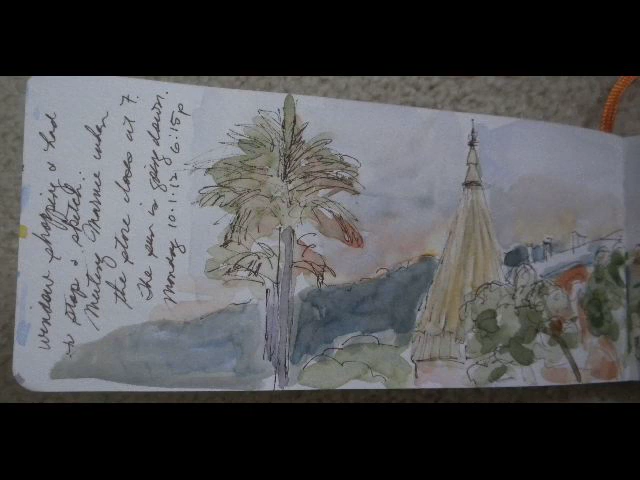 window shopping & had
to stop & sketch.
Meeting Marnie when
the store closes at 7.
The sun is going down.
Monday 10.1.12 6:15p